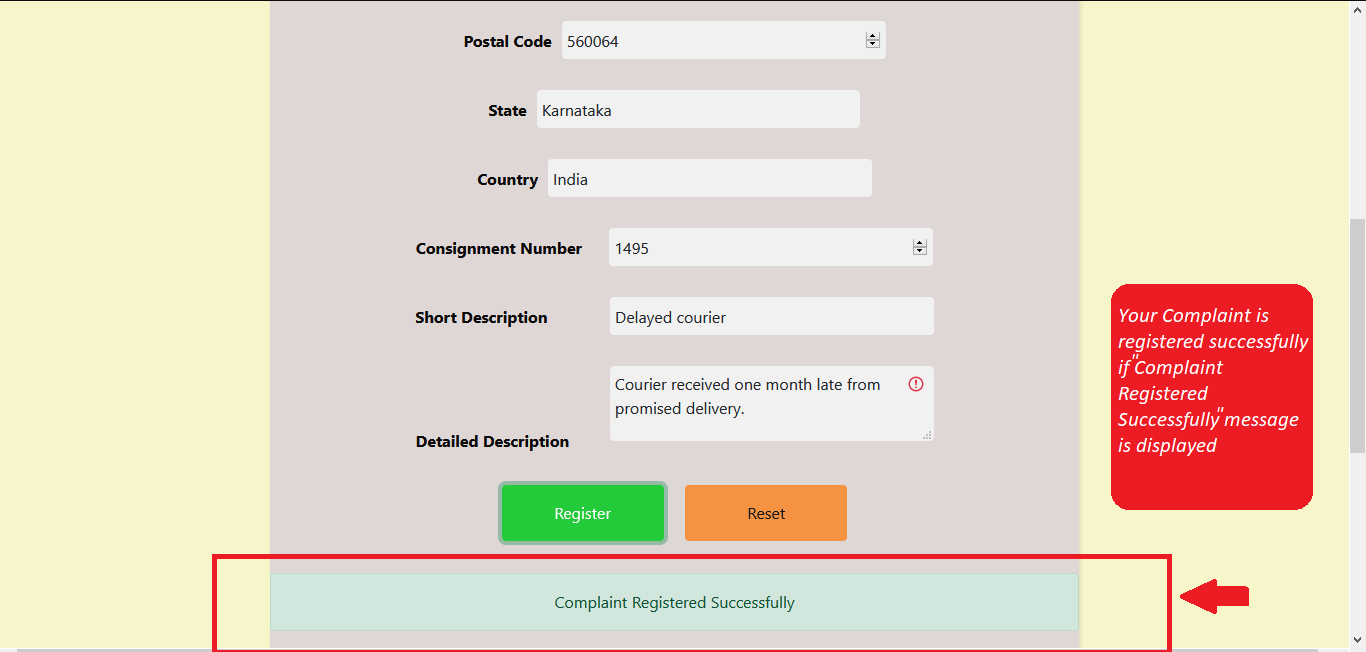 Postal Code 560064
State Karnataka
Country India
Consignment Number 1495
Short Description Delayed courier
Courier received one month late from
promised delivery.
Detailed Description
Register Reset
Complaint Registered Successfully
Your Complaint is
registered successfully
if"Complaint
Registered
Successfully" message
is displayed